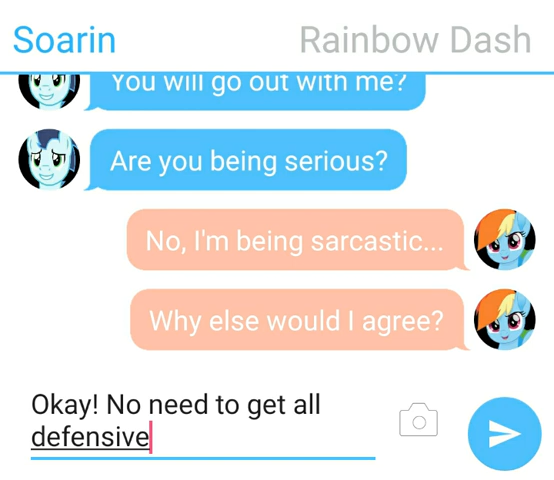 Soarin
Rainbow Dash
You will go out with me?
Are you being serious?
No, I'm being sarcastic...
Why else would I agree?
Okay! No need to get all
defensive